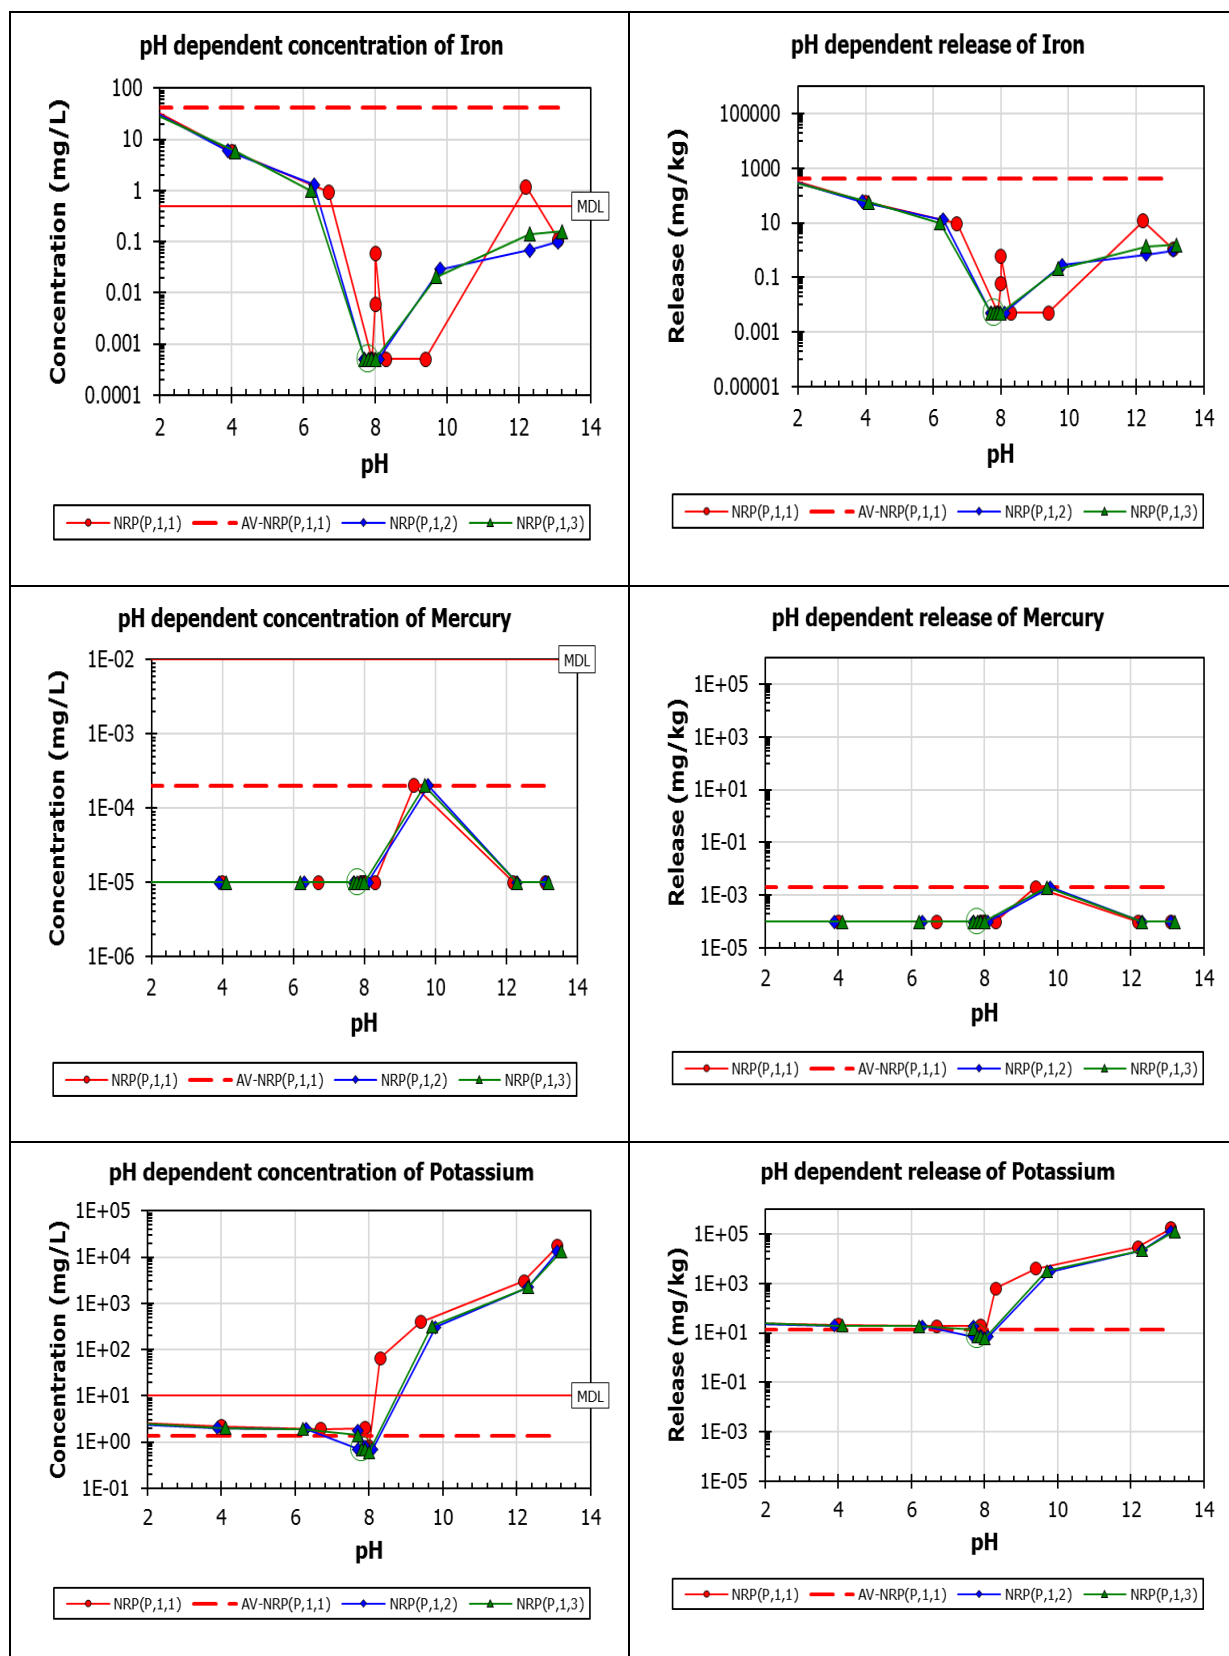 pH dependent concentration of Iron
Concentration (mg/L)
100
10
1
0.1
0.01
0.001
0.0001
MDL
2 4 6 8 10 12 14
pH
NRP(P,1,1) AV-NRP(P,1,1) NRP(P,1,2) NRP(P,1,3)
pH dependent release of Iron
Release (mg/kg)
100000
1000
10
0.1
0.001
0.00001
2 4 6 8 10 12 14
pH
NRP(P,1,1) AV-NRP(P,1,1) NRP(P,1,2) NRP(P,1,3)
pH dependent concentration of Mercury
Concentration (mg/L)
1E-02
1E-03
1E-04
1E-05
1E-06
MDL
2 4 6 8 10 12 14
pH
NRP(P,1,1) AV-NRP(P,1,1) NRP(P,1,2) NRP(P,1,3)
pH dependent release of Mercury
Release (mg/kg)
1E+05
1E+03
1E+01
1E-01
1E-03
1E-05
2 4 6 8 10 12 14
pH
NRP(P,1,1) AV-NRP(P,1,1) NRP(P,1,2) NRP(P,1,3)
pH dependent concentration of Potassium
Concentration (mg/L)
1E+05
1E+04
1E+03
1E+02
1E+01
1E+00
1E-01
MDL
2 4 6 8 10 12 14
pH
NRP(P,1,1) AV-NRP(P,1,1) NRP(P,1,2) NRP(P,1,3)
pH dependent release of Potassium
Release (mg/kg)
1E+05
1E+03
1E+01
1E-01
1E-03
1E-05
2 4 6 8 10 12 14
pH
NRP(P,1,1) AV-NRP(P,1,1) NRP(P,1,2) NRP(P,1,3)